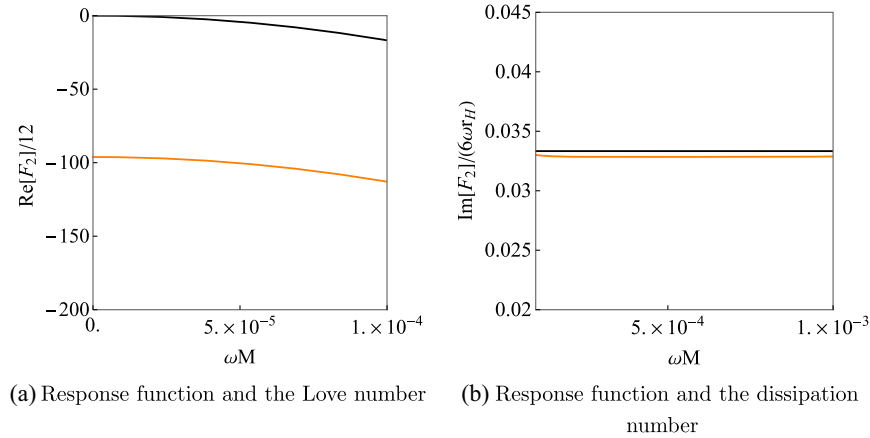 Re[F₂]/12
0
−50
−100
−150
−200
0.
5. × 10⁻⁵
1. × 10⁻⁴
ωM
(a) Response function and the Love number
Im[F₂]/(6ωr_H)
0.045
0.04
0.035
0.03
0.025
0.02
5. × 10⁻⁴
1. × 10⁻³
ωM
(b) Response function and the dissipation
number